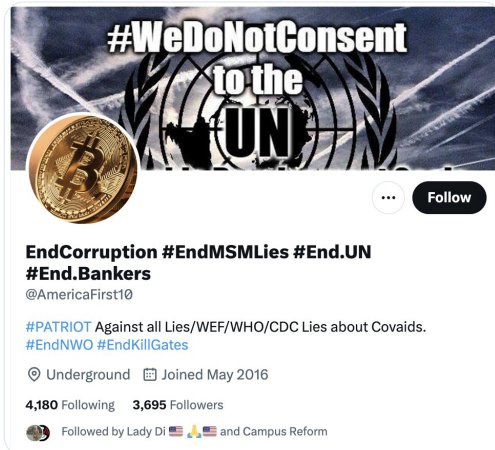 #WeDoNotConsent
to the
UN
Follow
EndCorruption #EndMSMLies #End.UN
#End.Bankers
@AmericaFirst10
#PATRIOT Against all Lies/WEF/WHO/CDC Lies about Covaids.
#EndNWO #EndKillGates
Underground Joined May 2016
4,180 Following 3,695 Followers
Followed by Lady Di 🇺🇸 🙏🇺🇸 and Campus Reform